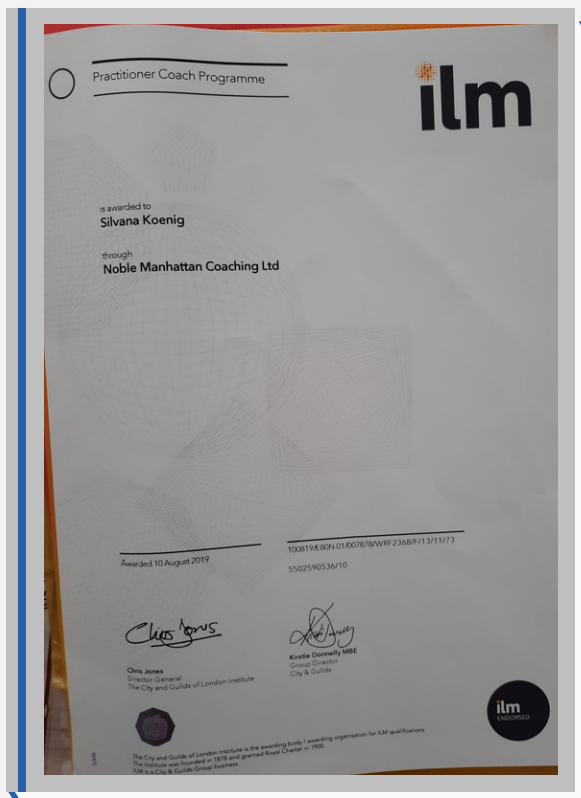 Practitioner Coach Programme
ilm
is awarded to
Silvana Koenig
through
Noble Manhattan Coaching Ltd
Awarded 10 August 2019
100819/E80N-01/007878/WRF2368/F/13/11/73
5502590536/10
Chris Jones
Chris Jones
Director-General
The City and Guilds of London Institute
Kirstie Donnelly MBE
Group Director
City & Guilds
ilm
ENDORSED
The City and Guilds of London Institute is the awarding body / awarding organisation for ILM qualifications.
The Institute was founded in 1878 and granted Royal Charter in 1900.
ILM is a City & Guilds Group business.